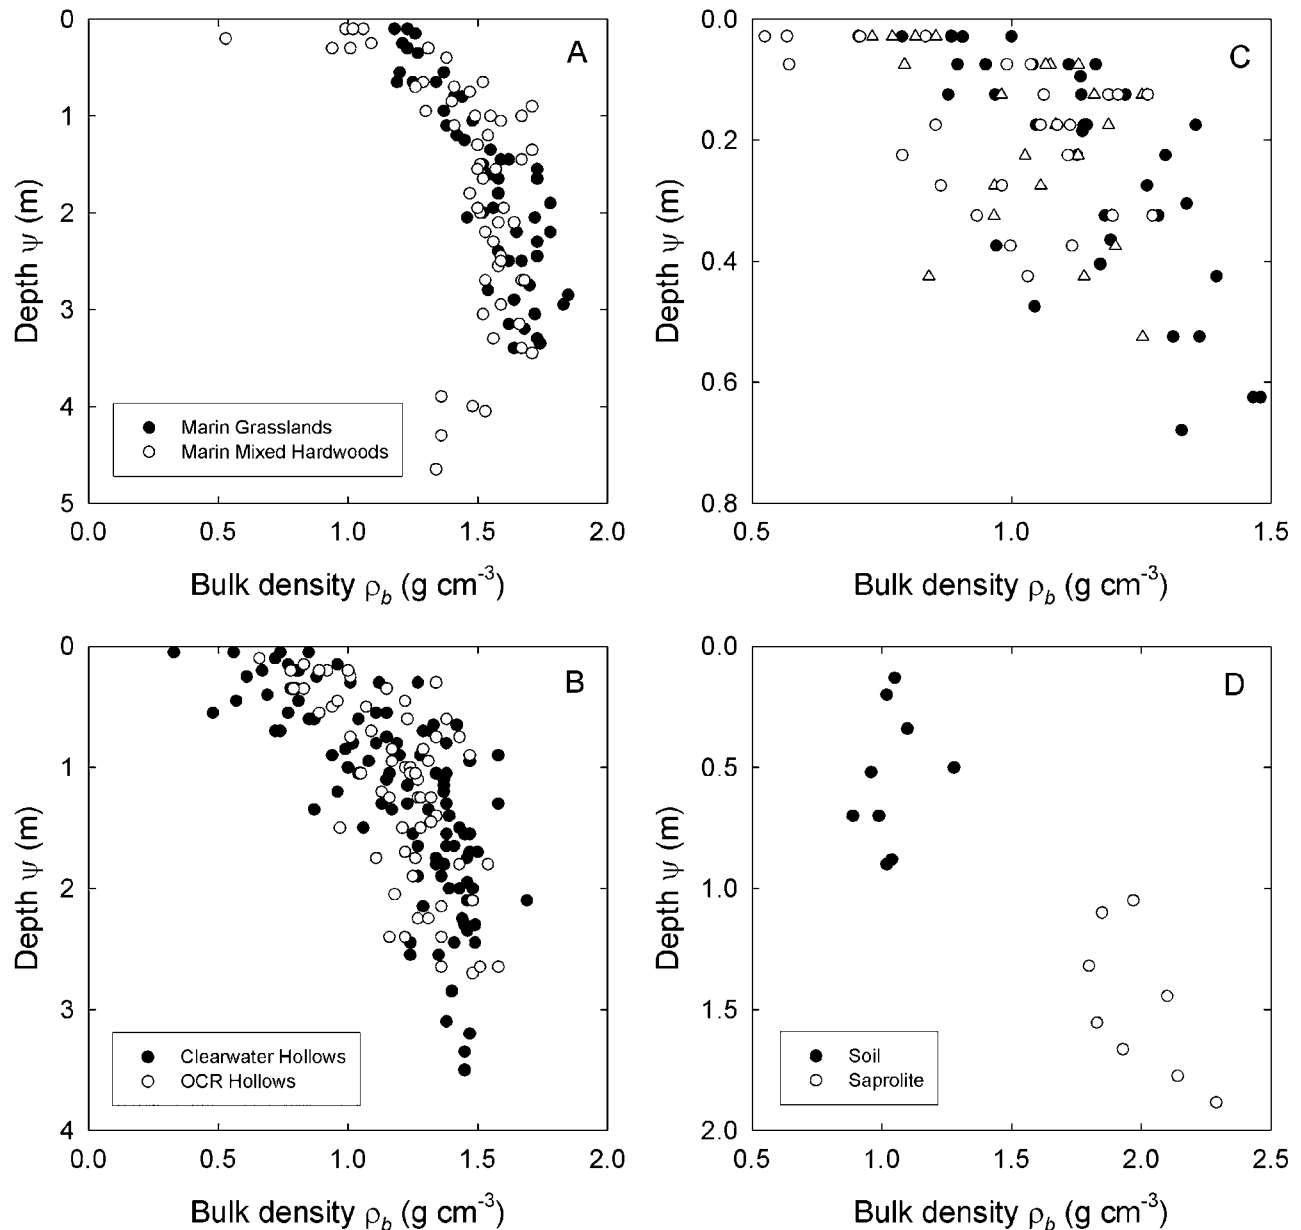 A
0
1
2
3
4
5
Depth ψ (m)
Marin Grasslands
Marin Mixed Hardwoods
0.0 0.5 1.0 1.5 2.0
Bulk density ρb (g cm-3)
C
0.0
0.2
0.4
0.6
0.8
Depth ψ (m)
0.5 1.0 1.5
Bulk density ρb (g cm-3)
B
0
1
2
3
4
Depth ψ (m)
Clearwater Hollows
OCR Hollows
0.0 0.5 1.0 1.5 2.0
Bulk density ρb (g cm-3)
D
0.0
0.5
1.0
1.5
2.0
Depth ψ (m)
Soil
Saprolite
0.5 1.0 1.5 2.0 2.5
Bulk density ρb (g cm-3)